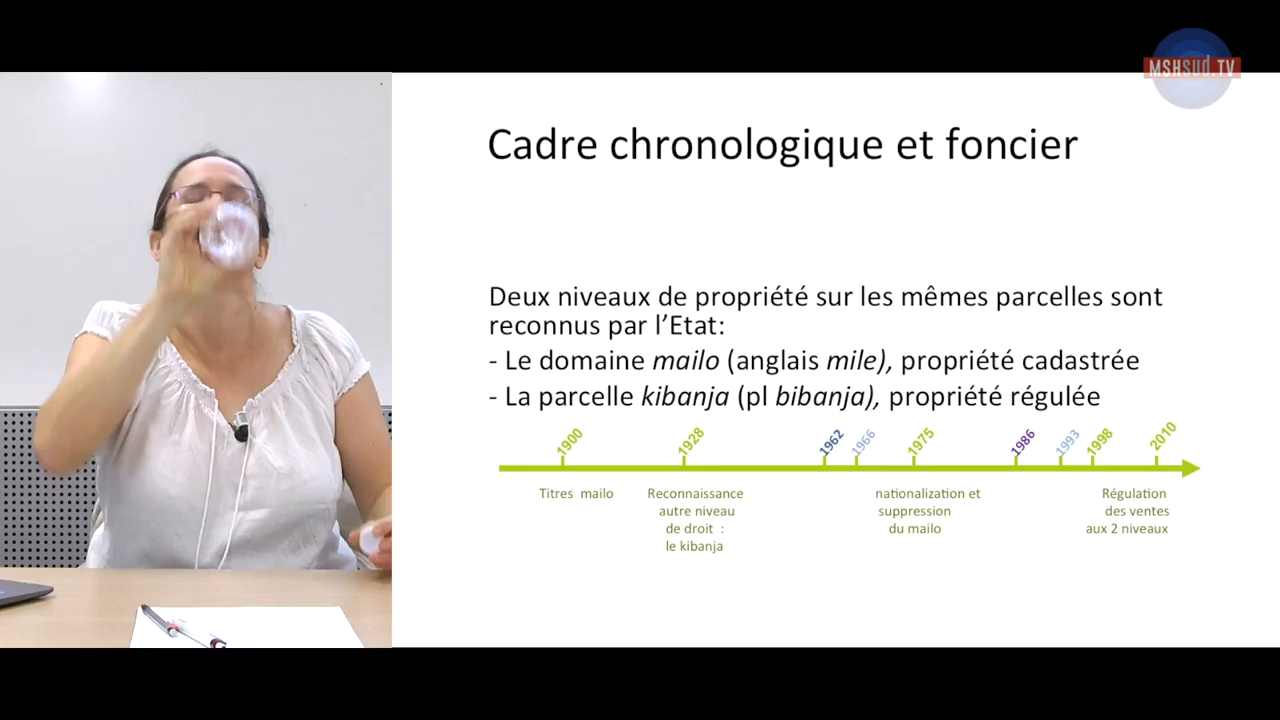 MSHSUD.TV
Cadre chronologique et foncier
Deux niveaux de propriété sur les mêmes parcelles sont
reconnus par l’Etat:
- Le domaine mailo (anglais mile), propriété cadastrée
- La parcelle kibanja (pl bibanja), propriété régulée
1900
1928
1962
1966
1975
1986
1993
1998
2010
Titres mailo
Reconnaissance
autre niveau
de droit :
le kibanja
nationalization et
suppression
du mailo
Régulation
des ventes
aux 2 niveaux